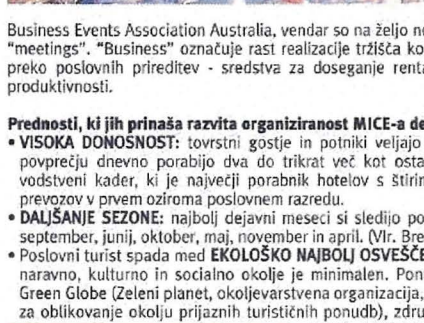 Business Events Association Australia, vendar so na željo ne
"meetings". "Business" označuje rast realizacije tržišča ko
preko poslovnih prireditev - sredstva za doseganje renta
produktivnosti.
Prednosti, ki jih prinaša razvita organiziranost MICE-a de
• VISOKA DONOSNOST: tovrstni gostje in potniki veljajo
povprečju dnevno porabijo dva do trikrat več kot osta
vodstveni kader, ki je največji porabnik hotelov s štirin
prevozov v prvem oziroma poslovnem razredu.
• DALJŠANJE SEZONE: najbolj dejavni meseci si sledijo po
september, junij, oktober, maj, november in april. (Vir. Bre
• Poslovni turist spada med EKOLOŠKO NAJBOLJ OSVEŠČE
naravno, kulturno in socialno okolje je minimalen. Pon
Green Globe (Zeleni planet, okoljevarstvena organizacija,
za oblikovanje okolju prijaznih turističnih ponudb), zdru